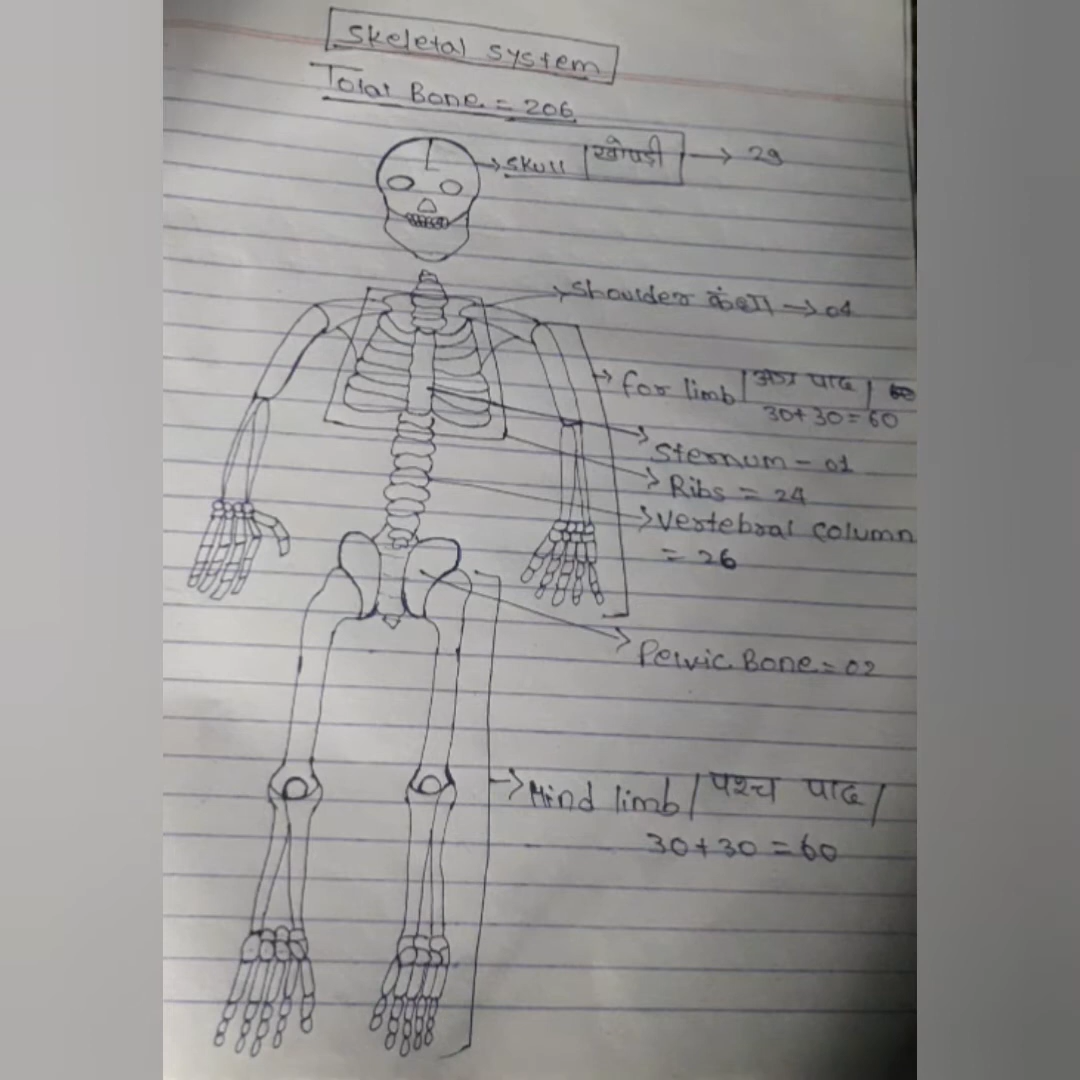 Skeletal system
Total Bone = 206
Skull खोपड़ी → 29
Shoulder कंधा → 04
for limb | अग्र पाद |
30+30=60
Sternum - 01
Ribs = 24
Vertebral column
= 26
Pelvic Bone = 02
Hind limb | पश्च पाद |
30+30 = 60